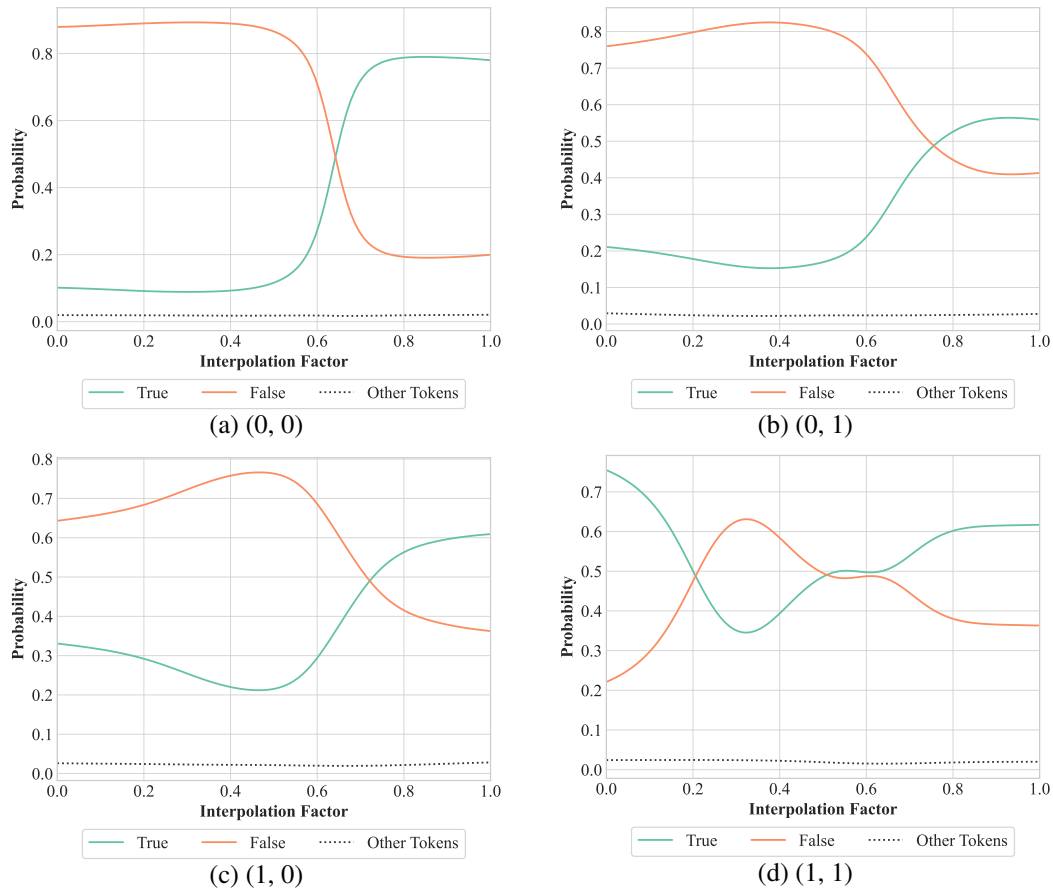 0.8
0.6
0.4
0.2
0.0
Probability
0.0 0.2 0.4 0.6 0.8 1.0
Interpolation Factor
True False Other Tokens
(a) (0, 0)
0.8
0.7
0.6
0.5
0.4
0.3
0.2
0.1
0.0
Probability
0.0 0.2 0.4 0.6 0.8 1.0
Interpolation Factor
True False Other Tokens
(b) (0, 1)
0.8
0.7
0.6
0.5
0.4
0.3
0.2
0.1
0.0
Probability
0.0 0.2 0.4 0.6 0.8 1.0
Interpolation Factor
True False Other Tokens
(c) (1, 0)
0.7
0.6
0.5
0.4
0.3
0.2
0.1
0.0
Probability
0.0 0.2 0.4 0.6 0.8 1.0
Interpolation Factor
True False Other Tokens
(d) (1, 1)